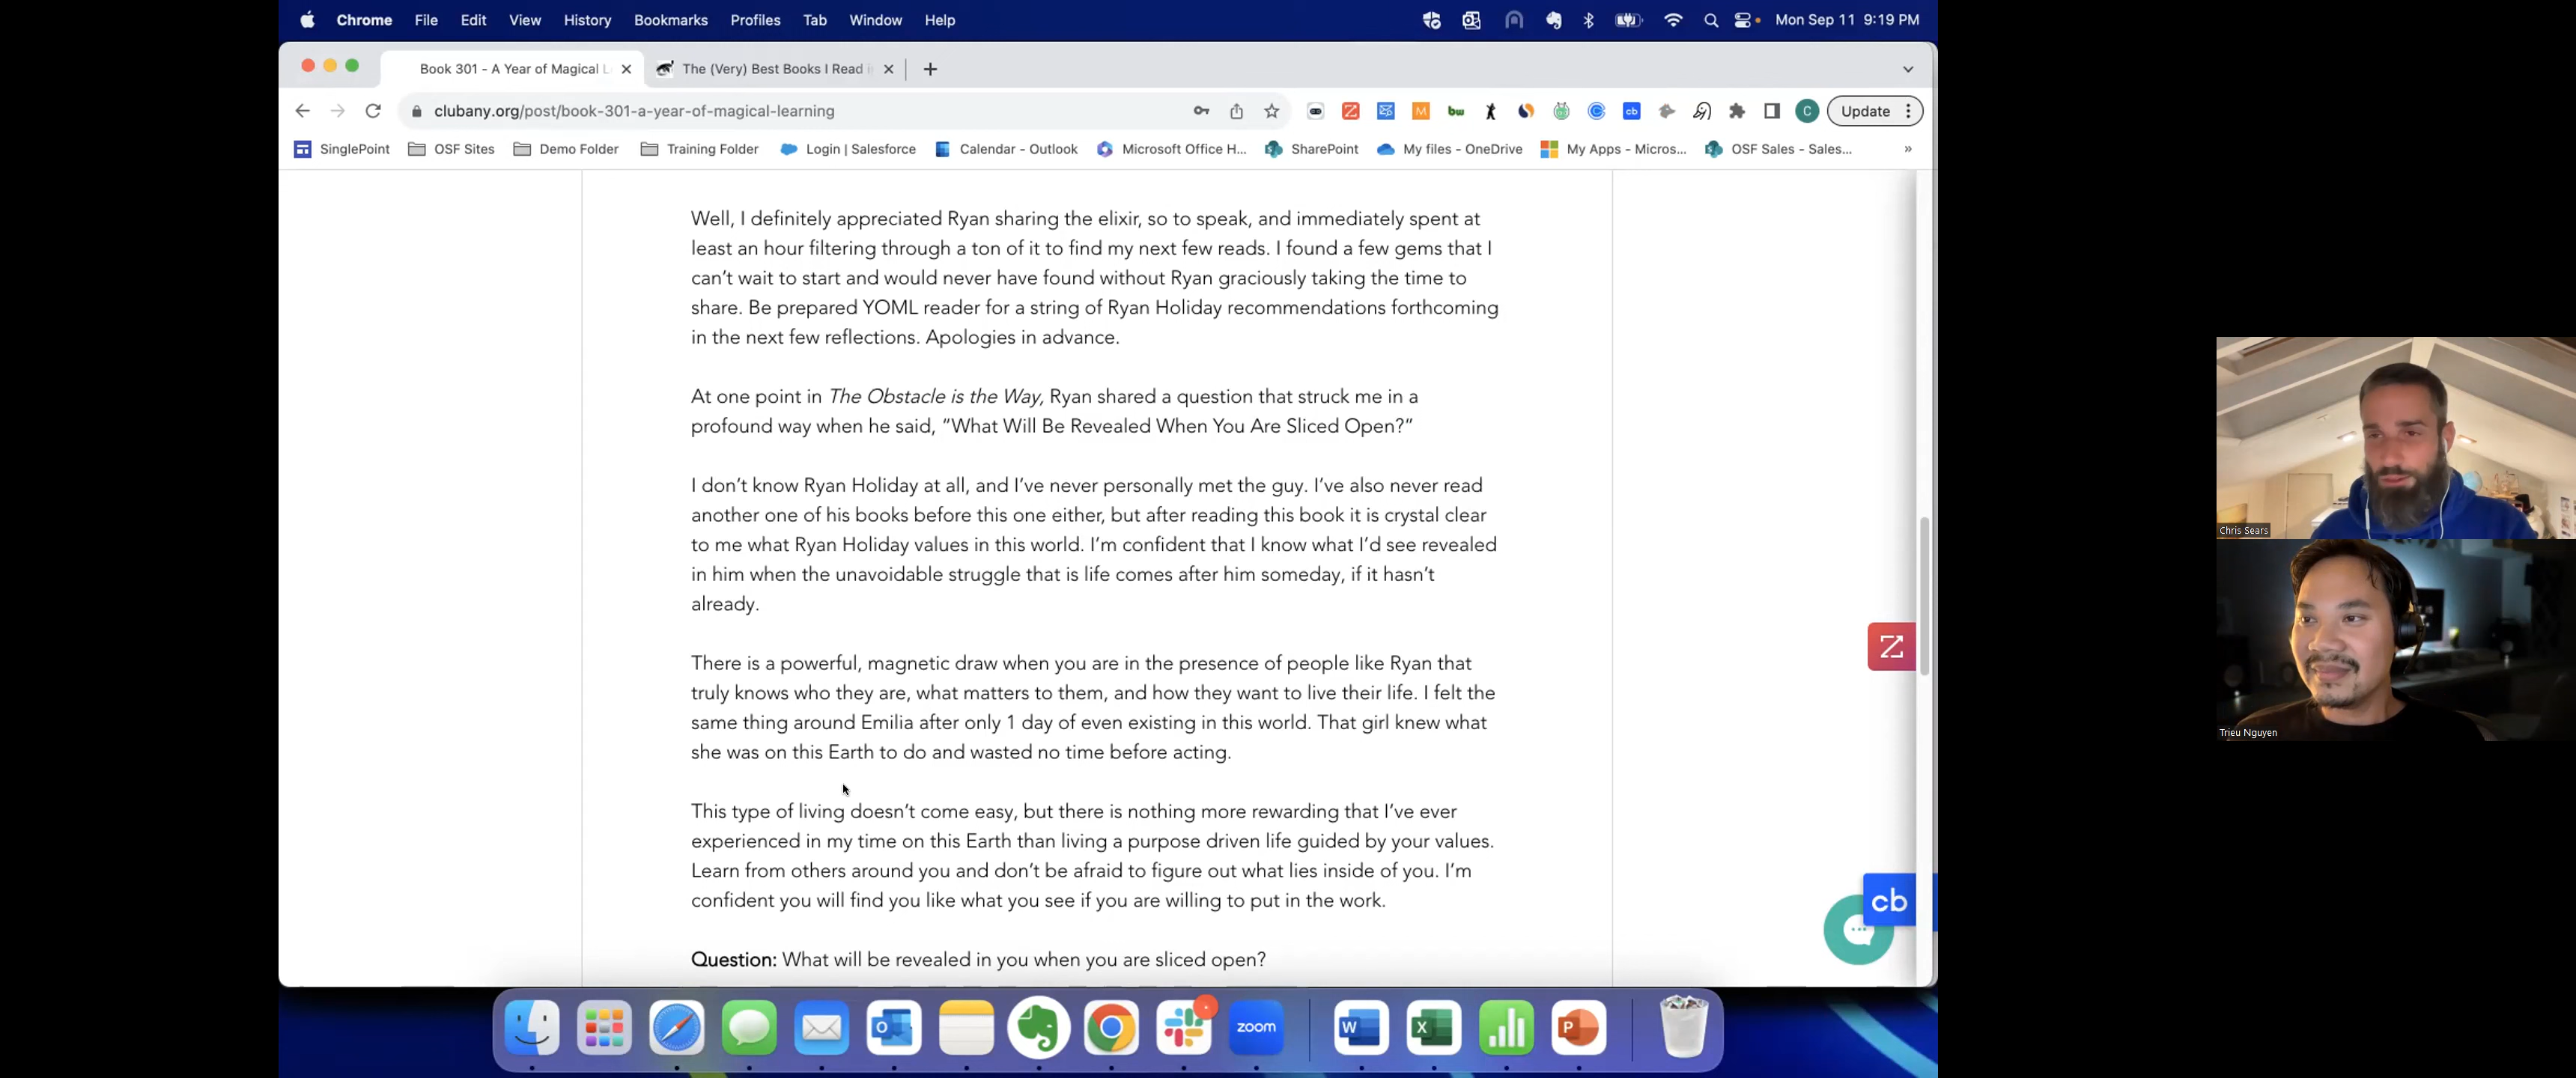 Chrome File Edit View History Bookmarks Profiles Tab Window Help
Mon Sep 11 9:19 PM
Book 301 - A Year of Magical L
The (Very) Best Books I Read i
clubany.org/post/book-301-a-year-of-magical-learning
M
bw
cb
C
Update
SinglePoint
OSF Sites
Demo Folder
Training Folder
Login | Salesforce
Calendar - Outlook
Microsoft Office H...
SharePoint
My files - OneDrive
My Apps - Micros...
OSF Sales - Sales...
»
Well, I definitely appreciated Ryan sharing the elixir, so to speak, and immediately spent at
least an hour filtering through a ton of it to find my next few reads. I found a few gems that I
can't wait to start and would never have found without Ryan graciously taking the time to
share. Be prepared YOML reader for a string of Ryan Holiday recommendations forthcoming
in the next few reflections. Apologies in advance.
At one point in The Obstacle is the Way, Ryan shared a question that struck me in a
profound way when he said, “What Will Be Revealed When You Are Sliced Open?”
I don't know Ryan Holiday at all, and I've never personally met the guy. I've also never read
another one of his books before this one either, but after reading this book it is crystal clear
to me what Ryan Holiday values in this world. I'm confident that I know what I'd see revealed
in him when the unavoidable struggle that is life comes after him someday, if it hasn't
already.
There is a powerful, magnetic draw when you are in the presence of people like Ryan that
truly knows who they are, what matters to them, and how they want to live their life. I felt the
same thing around Emilia after only 1 day of even existing in this world. That girl knew what
she was on this Earth to do and wasted no time before acting.
This type of living doesn't come easy, but there is nothing more rewarding that I've ever
experienced in my time on this Earth than living a purpose driven life guided by your values.
Learn from others around you and don't be afraid to figure out what lies inside of you. I'm
confident you will find you like what you see if you are willing to put in the work.
Question: What will be revealed in you when you are sliced open?
cb
Chris Sears
Trieu Nguyen
O
zoom
W
X
P